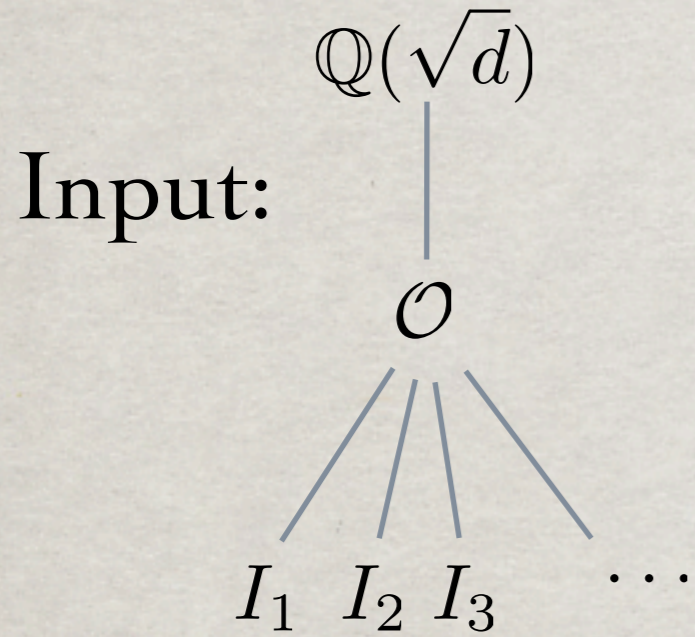 ℚ(√d)
Input:
𝒪
I₁ I₂ I₃ ⋯